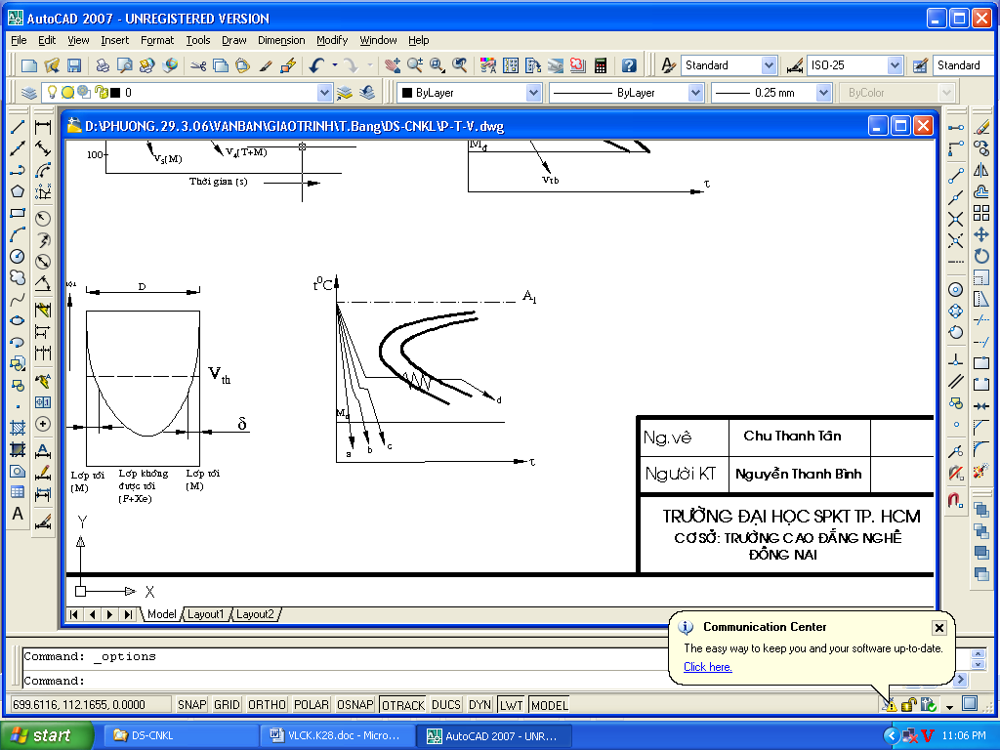 AutoCAD 2007 - UNREGISTERED VERSION
File Edit View Insert Format Tools Draw Dimension Modify Window Help
Standard ISO-25 Standard
0 ByLayer ByLayer 0.25 mm ByColor
D:\PHUONG.29.3.06\VANBAN\GIAOTRINH\T.Bang\DS-CNKL\P-T-V.dwg
100
V3(M)
V4(T+M)
Thời gian (s)
Md
Vtb
τ
D
Vth
δ
Lớp tôi
(M)
Lớp không
được tôi
(F+Xe)
Lớp tôi
(M)
t⁰C
A1
Md
a b c d
τ
Ng.vẽ Chu Thanh Tân
Người KT Nguyễn Thanh Bình
TRƯỜNG ĐẠI HỌC SPKT TP. HCM
CƠ SỞ: TRƯỜNG CAO ĐẲNG NGHỀ
ĐỒNG NAI
Y
X
Model Layout1 Layout2
Communication Center
The easy way to keep you and your software up-to-date.
Click here.
Command: _options
Command:
699.6116, 112.1655, 0.0000 SNAP GRID ORTHO POLAR OSNAP OTRACK DUCS DYN LWT MODEL
start DS-CNKL VLCK.K28.doc - Micro... AutoCAD 2007 - UNR... 11:06 PM